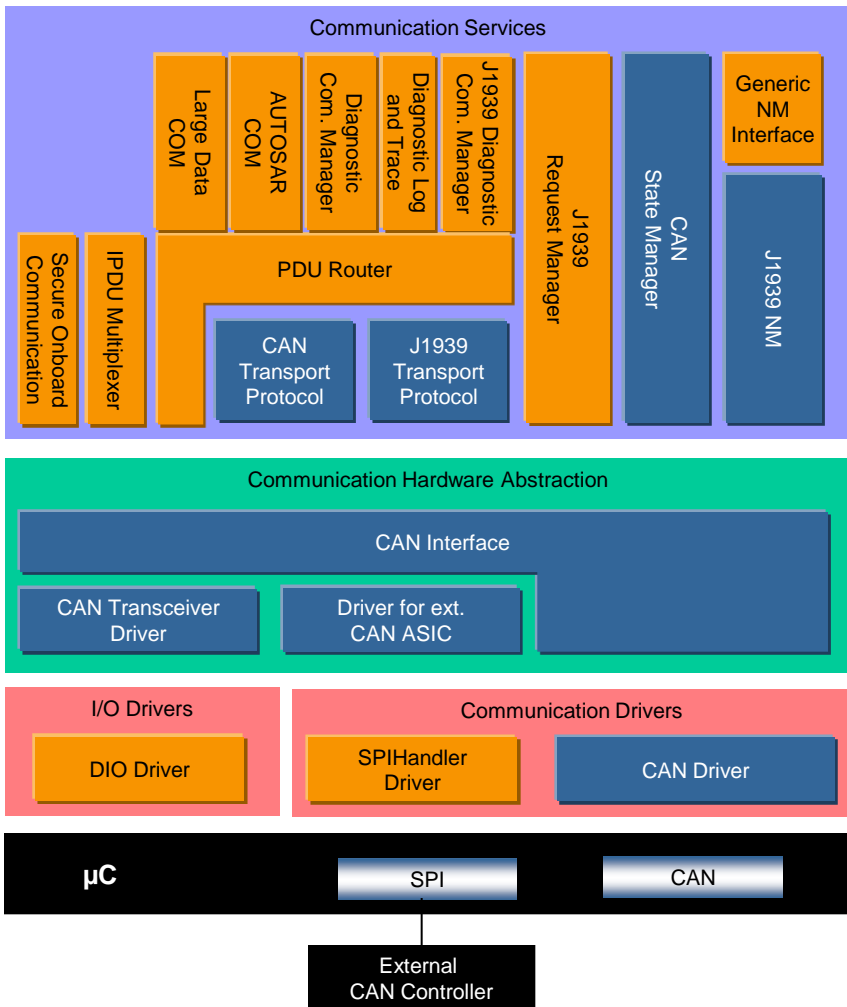 Communication Services
Large Data
COM
AUTOSAR
COM
Diagnostic
Com. Manager
Diagnostic Log
and Trace
J1939 Diagnostic
Com. Manager
J1939
Request Manager
CAN
State Manager
Generic
NM
Interface
Secure Onboard
Communication
IPDU Multiplexer
PDU Router
CAN
Transport
Protocol
J1939
Transport
Protocol
J1939 NM
Communication Hardware Abstraction
CAN Interface
CAN Transceiver
Driver
Driver for ext.
CAN ASIC
I/O Drivers
DIO Driver
Communication Drivers
SPIHandler
Driver
CAN Driver
µC
SPI
CAN
External
CAN Controller